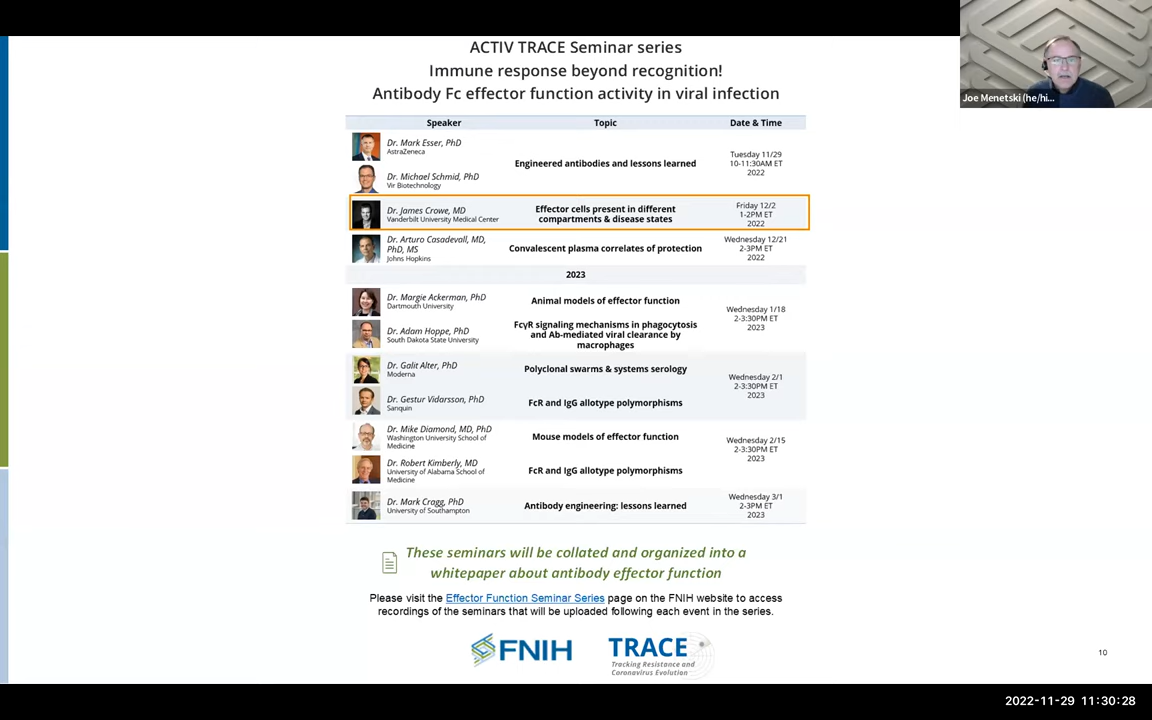 ACTIV TRACE Seminar series
Immune response beyond recognition!
Antibody Fc effector function activity in viral infection
Joe Menetski (he/hi...
Speaker
Topic
Date & Time
Dr. Mark Esser, PhD
AstraZeneca
Dr. Michael Schmid, PhD
Vir Biotechnology
Engineered antibodies and lessons learned
Tuesday 11/29
10-11:30AM ET
2022
Dr. James Crowe, MD
Vanderbilt University Medical Center
Effector cells present in different
compartments & disease states
Friday 12/2
1-2PM ET
2022
Dr. Arturo Casadevall, MD,
PhD, MS
Johns Hopkins
Convalescent plasma correlates of protection
Wednesday 12/21
2-3PM ET
2022
2023
Dr. Margie Ackerman, PhD
Dartmouth University
Animal models of effector function
Dr. Adam Hoppe, PhD
South Dakota State University
FcγR signaling mechanisms in phagocytosis
and Ab-mediated viral clearance by
macrophages
Wednesday 1/18
2-3:30PM ET
2023
Dr. Galit Alter, PhD
Moderna
Polyclonal swarms & systems serology
Dr. Gestur Vidarsson, PhD
Sanquin
FcR and IgG allotype polymorphisms
Wednesday 2/1
2-3:30PM ET
2023
Dr. Mike Diamond, MD, PhD
Washington University School of
Medicine
Mouse models of effector function
Dr. Robert Kimberly, MD
University of Alabama School of
Medicine
FcR and IgG allotype polymorphisms
Wednesday 2/15
2-3:30PM ET
2023
Dr. Mark Cragg, PhD
University of Southampton
Antibody engineering: lessons learned
Wednesday 3/1
2-3PM ET
2023
These seminars will be collated and organized into a
whitepaper about antibody effector function
Please visit the Effector Function Seminar Series page on the FNIH website to access
recordings of the seminars that will be uploaded following each event in the series.
FNIH
TRACE
Tracking Resistance and
Coronavirus Evolution
10
2022-11-29 11:30:28